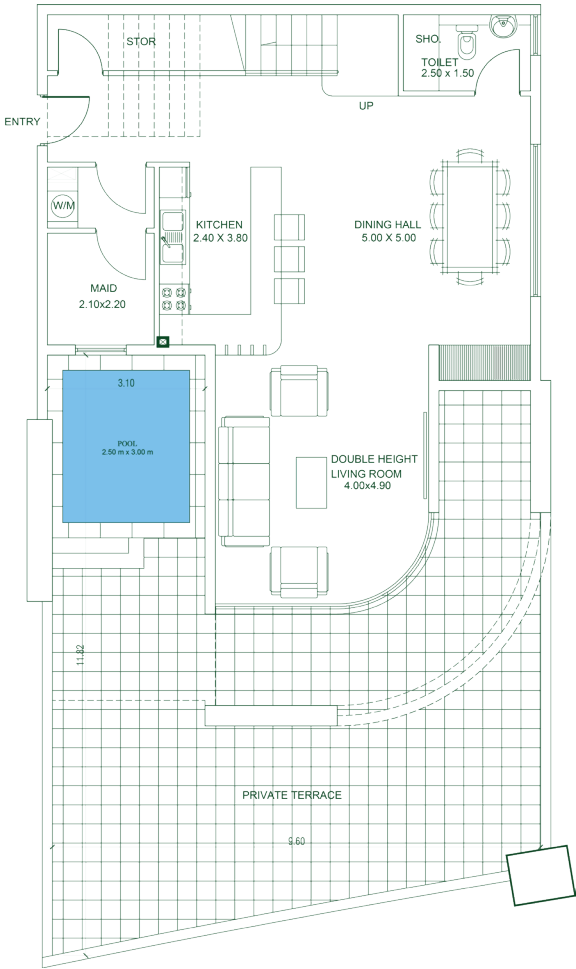 STOR
SHO.
TOILET
2.50 x 1.50
UP
ENTRY
W/M
KITCHEN
2.40 X 3.80
DINING HALL
5.00 X 5.00
MAID
2.10x2.20
3.10
POOL
2.50 m x 3.00 m
DOUBLE HEIGHT
LIVING ROOM
4.00x4.90
11.82
PRIVATE TERRACE
9.60